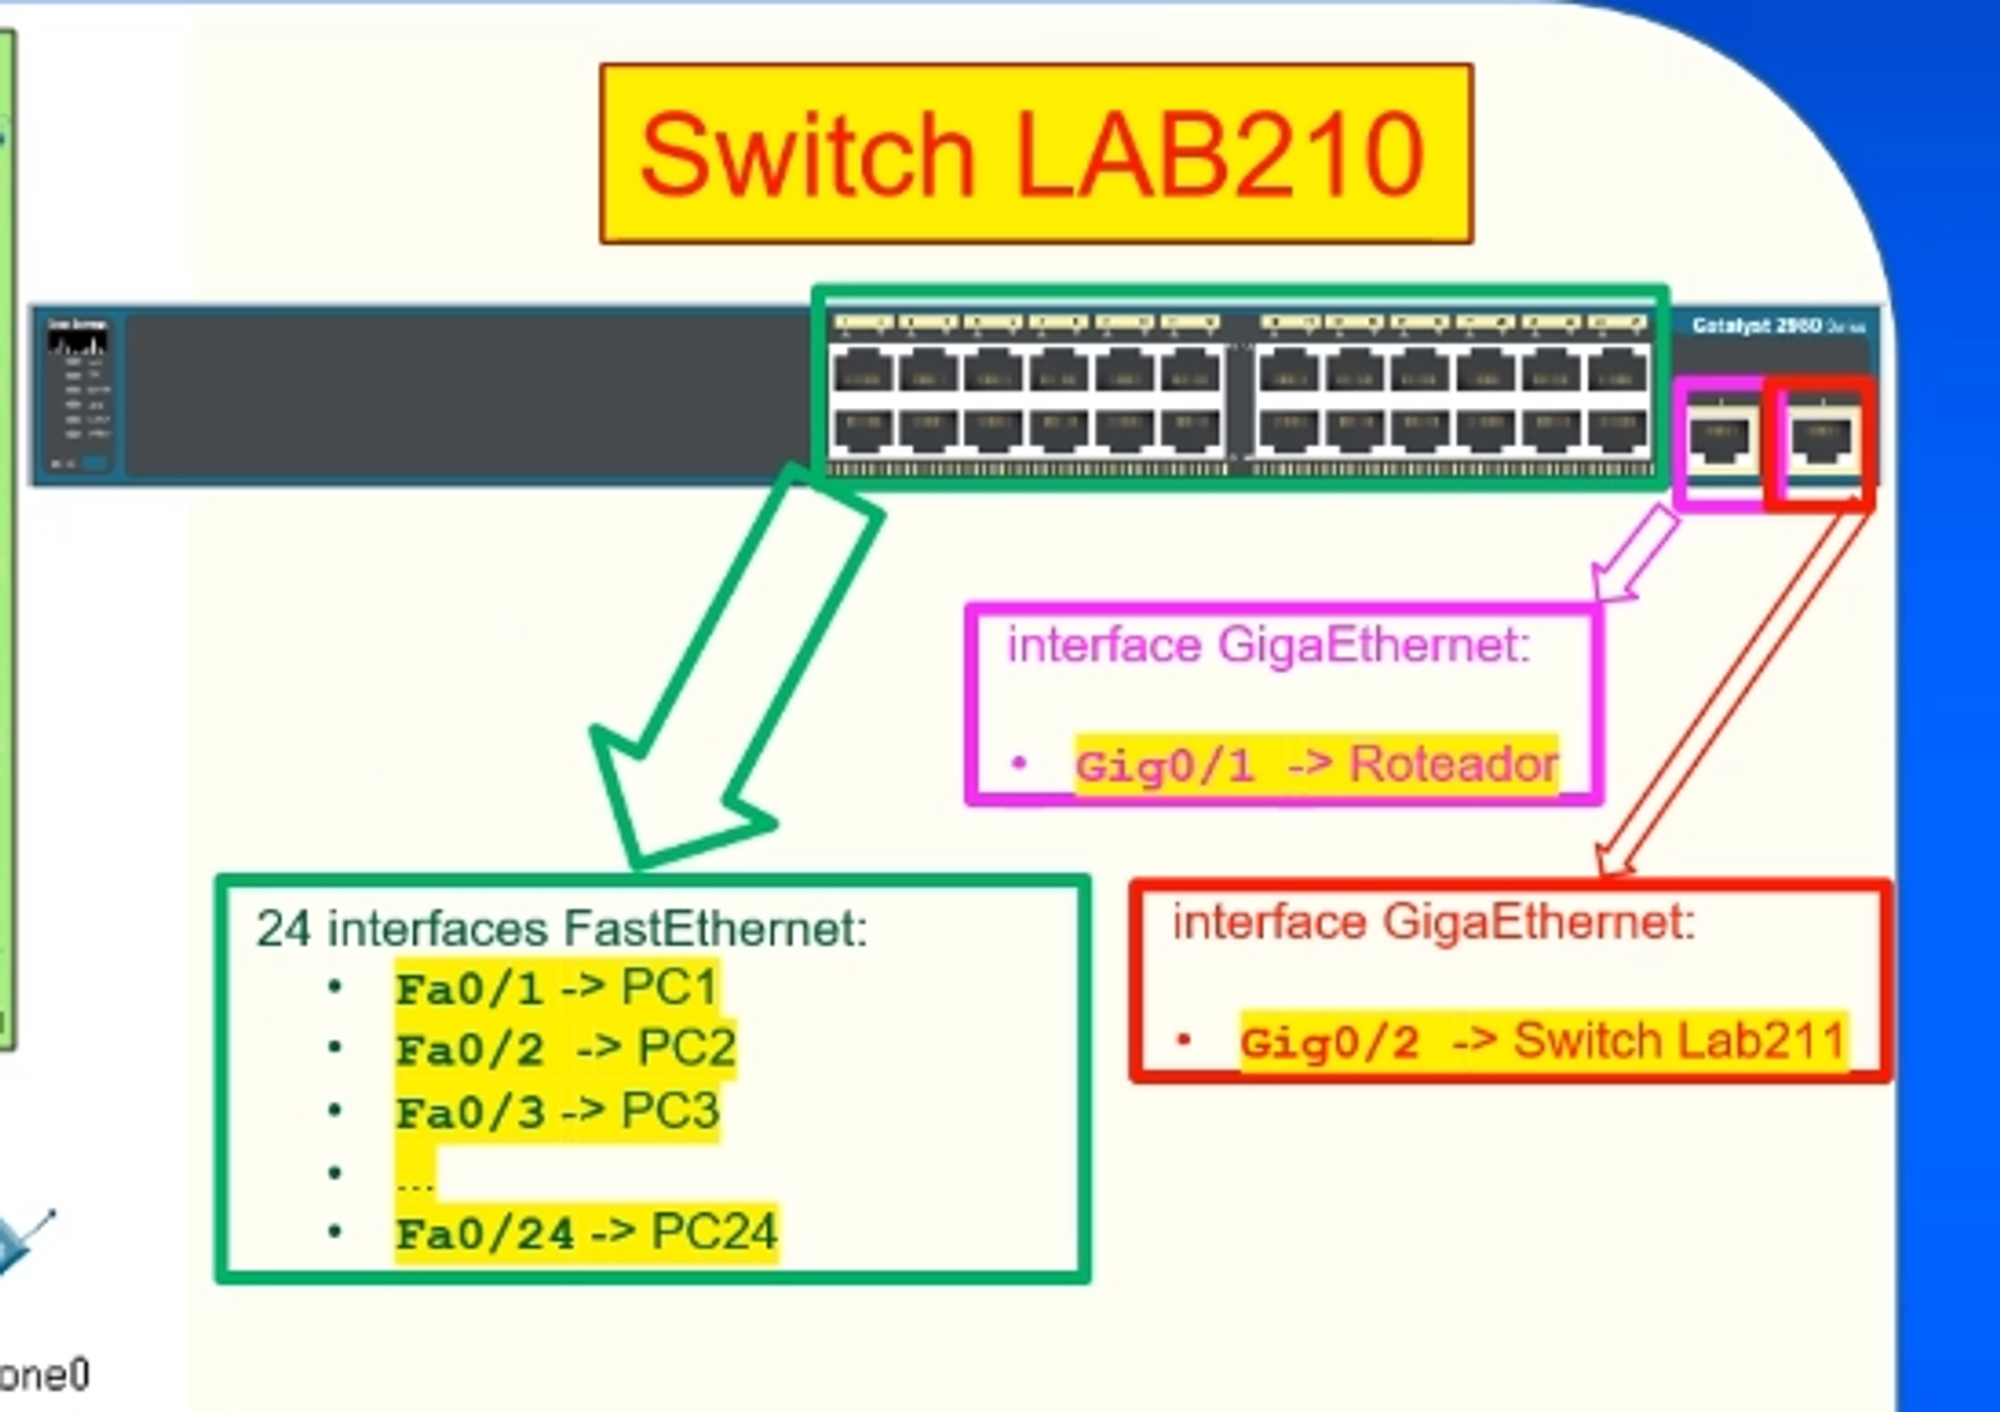 Switch LAB210
Catalyst 2960 Series
interface GigaEthernet:
• Gig0/1 -> Roteador
24 interfaces FastEthernet:
• Fa0/1 -> PC1
• Fa0/2 -> PC2
• Fa0/3 -> PC3
• ...
• Fa0/24 -> PC24
interface GigaEthernet:
• Gig0/2 -> Switch Lab211
one0